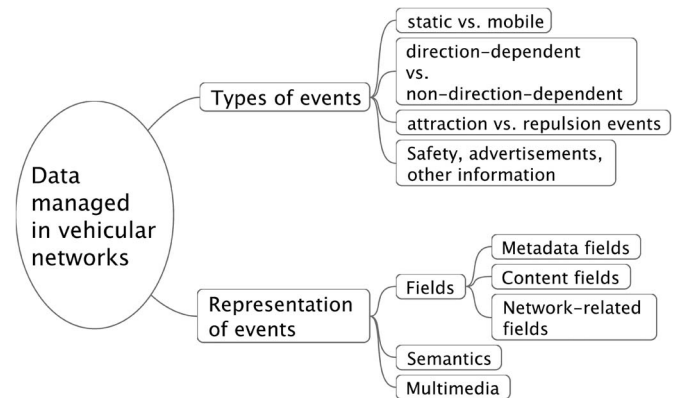 Data
managed
in vehicular
networks
Types of events
static vs. mobile
direction-dependent
vs.
non-direction-dependent
attraction vs. repulsion events
Safety, advertisements,
other information
Representation
of events
Fields
Metadata fields
Content fields
Network-related
fields
Semantics
Multimedia